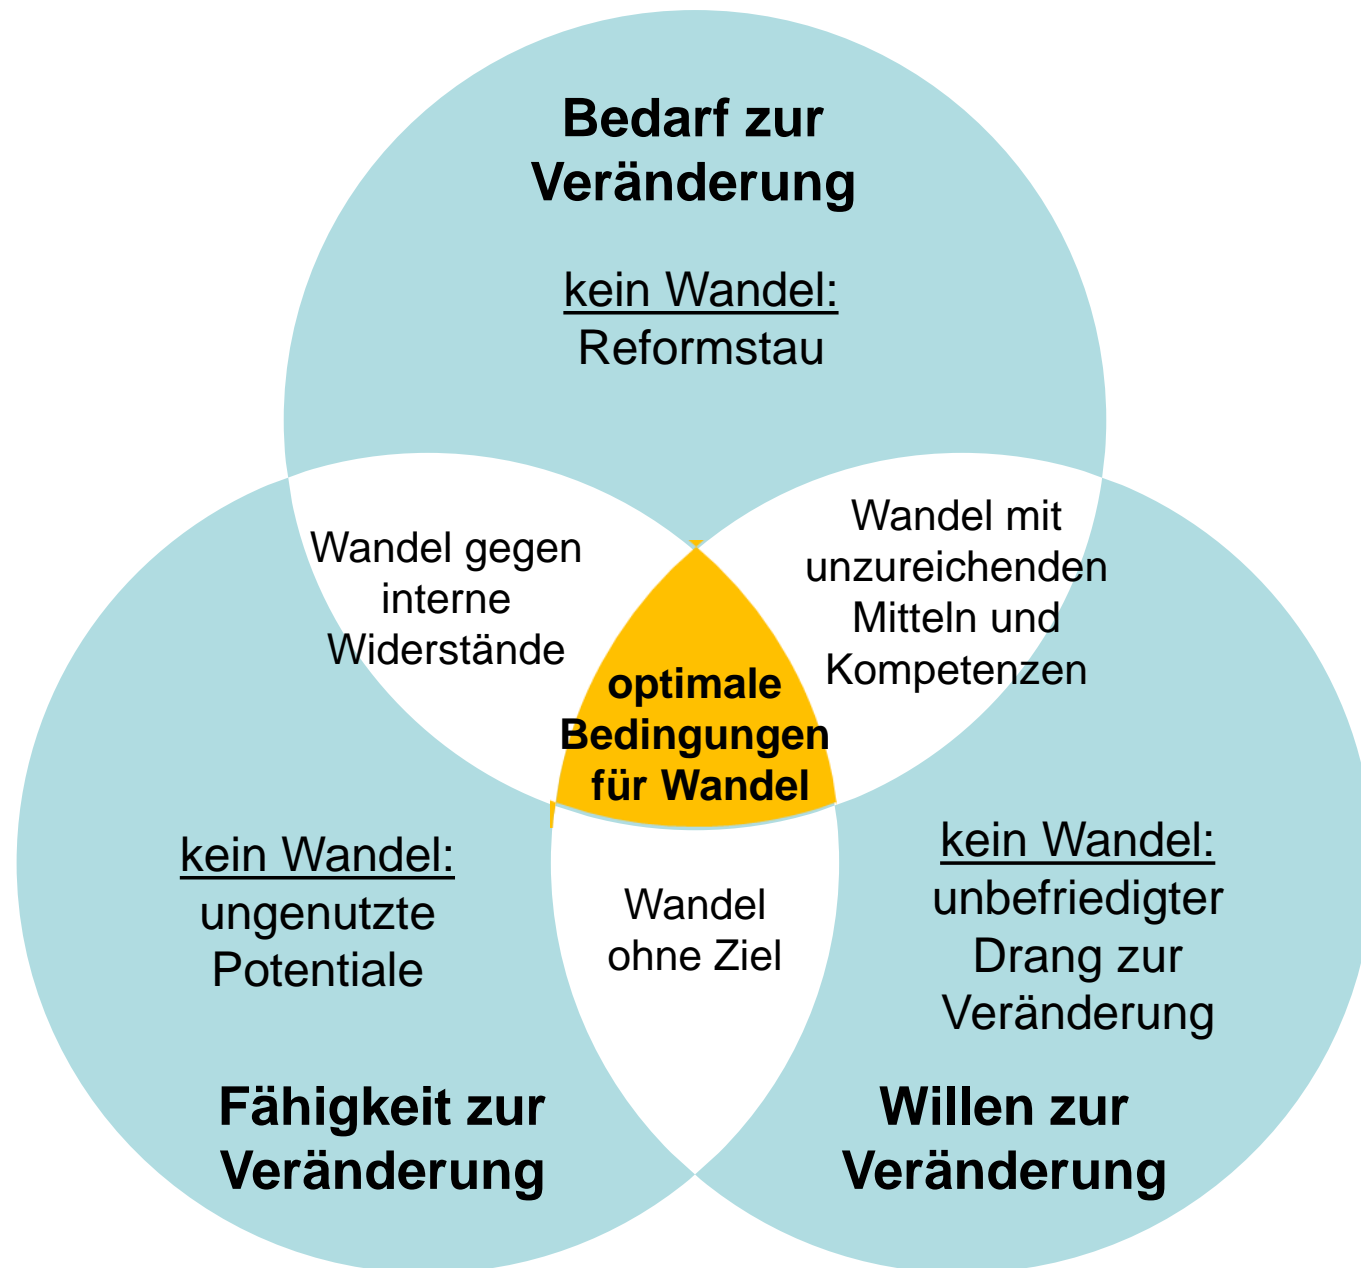 Bedarf zur
Veränderung
kein Wandel:
Reformstau
Wandel gegen
interne
Widerstände
Wandel mit
unzureichenden
Mitteln und
Kompetenzen
optimale
Bedingungen
für Wandel
kein Wandel:
ungenutzte
Potentiale
Wandel
ohne Ziel
kein Wandel:
unbefriedigter
Drang zur
Veränderung
Fähigkeit zur
Veränderung
Willen zur
Veränderung